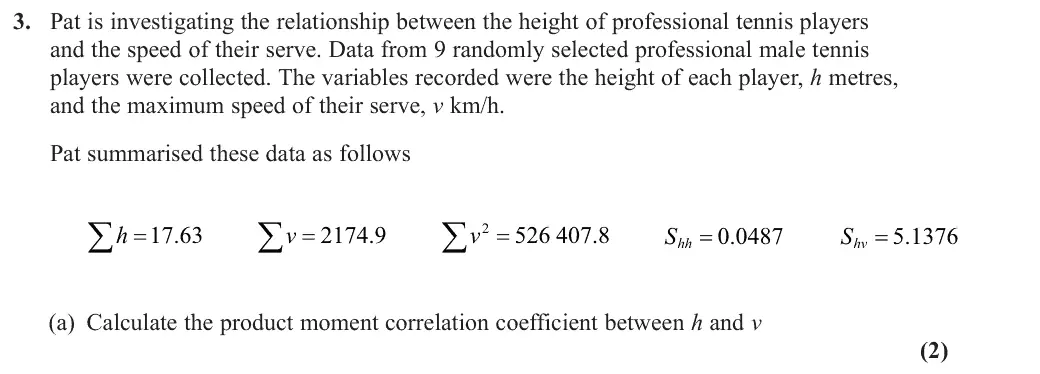 3. Pat is investigating the relationship between the height of professional tennis players
and the speed of their serve. Data from 9 randomly selected professional male tennis
players were collected. The variables recorded were the height of each player, h metres,
and the maximum speed of their serve, v km/h.
Pat summarised these data as follows
∑h = 17.63 ∑v = 2174.9 ∑v² = 526 407.8 Sₕₕ = 0.0487 Sₕᵥ = 5.1376
(a) Calculate the product moment correlation coefficient between h and v
(2)